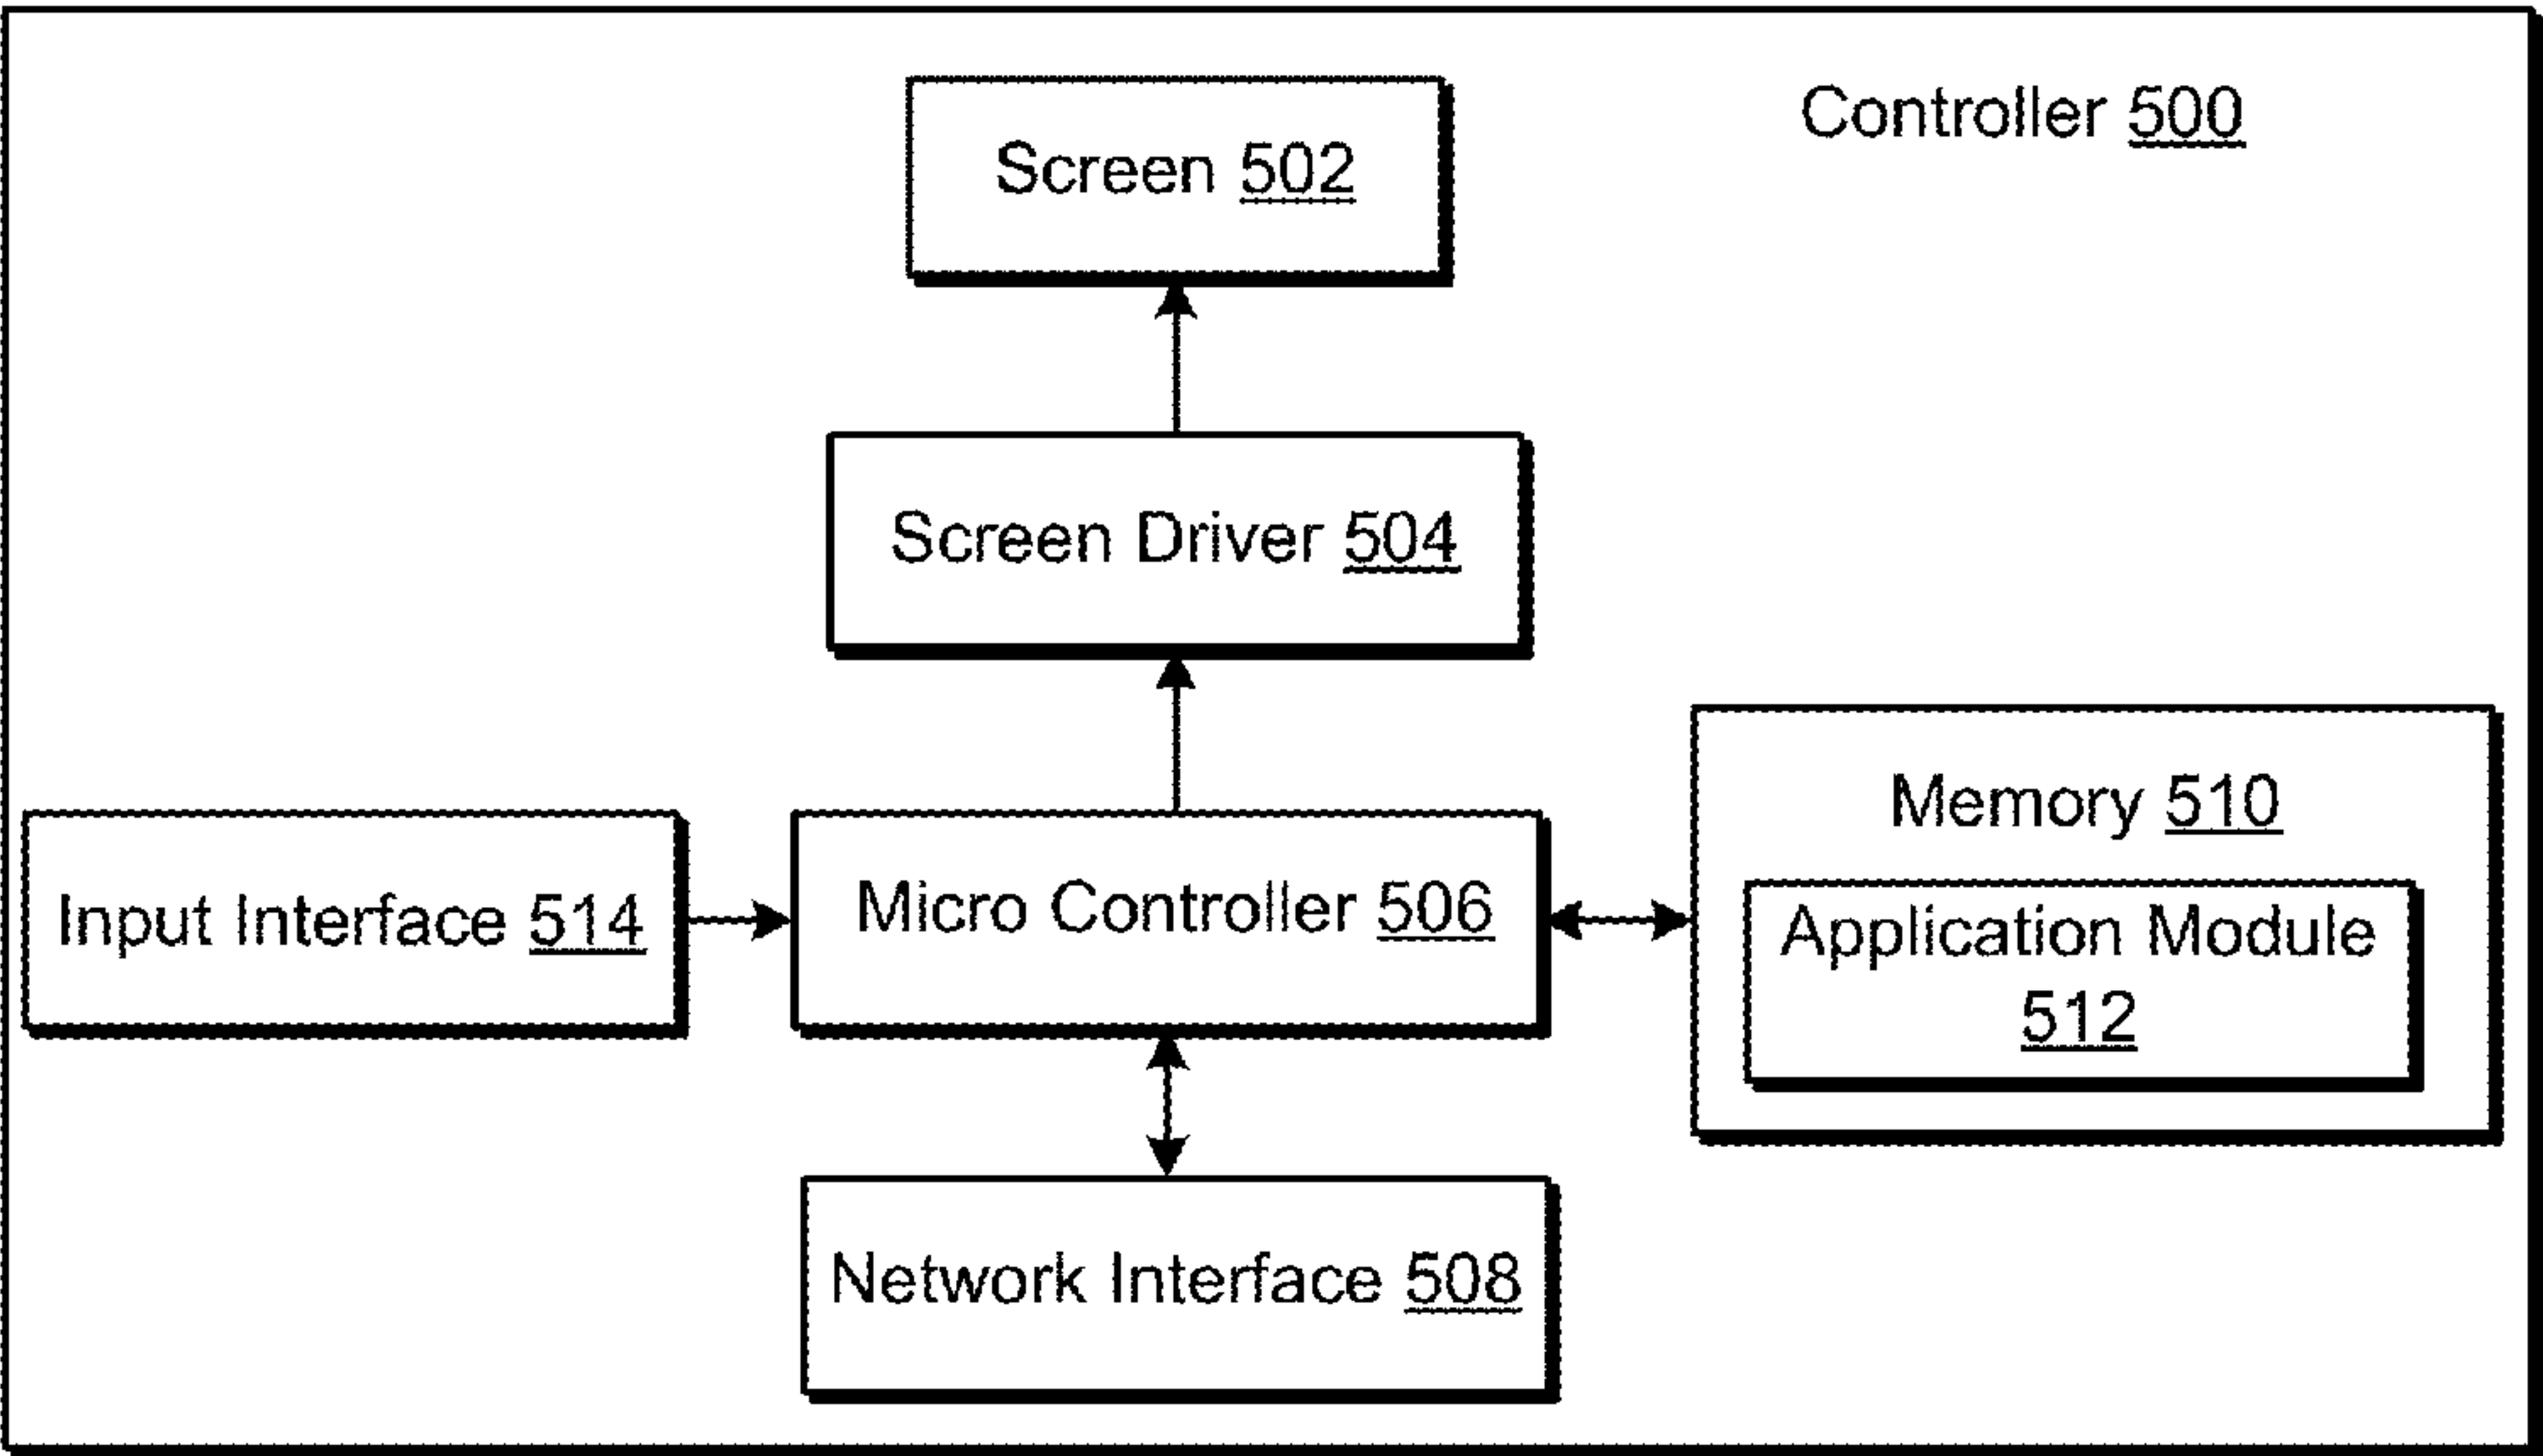 Controller 500
Screen 502
Screen Driver 504
Memory 510
Input Interface 514
Micro Controller 506
Application Module
512
Network Interface 508